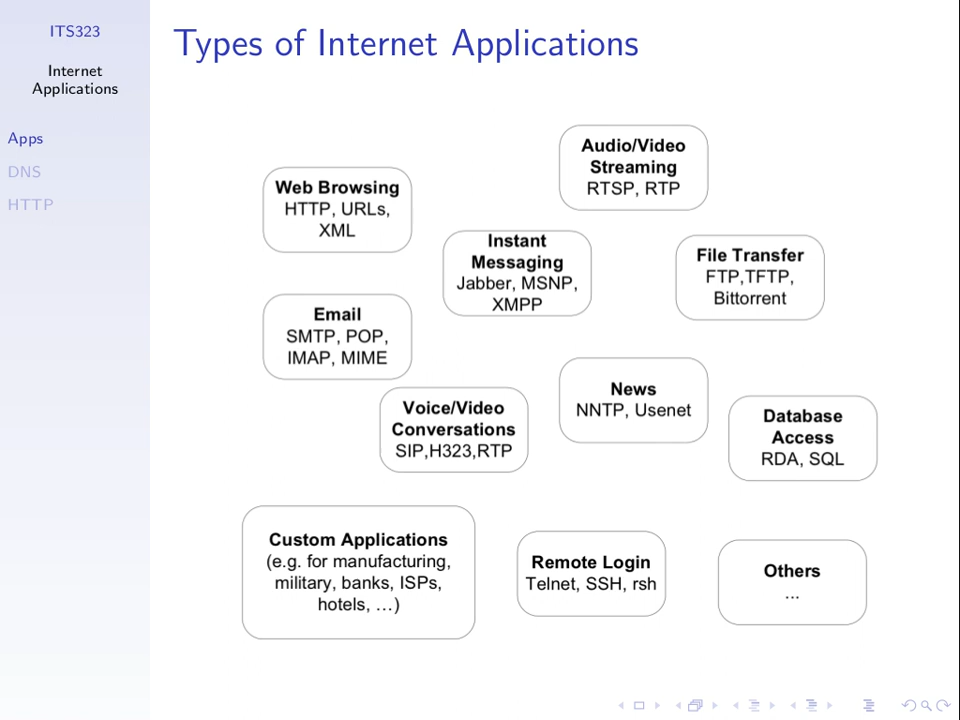 ITS323
Internet
Applications
Apps
DNS
HTTP
Types of Internet Applications
Audio/Video
Streaming
RTSP, RTP
Web Browsing
HTTP, URLs,
XML
Instant
Messaging
Jabber, MSNP,
XMPP
File Transfer
FTP,TFTP,
Bittorrent
Email
SMTP, POP,
IMAP, MIME
News
NNTP, Usenet
Voice/Video
Conversations
SIP,H323,RTP
Database
Access
RDA, SQL
Custom Applications
(e.g. for manufacturing,
military, banks, ISPs,
hotels, …)
Remote Login
Telnet, SSH, rsh
Others
...